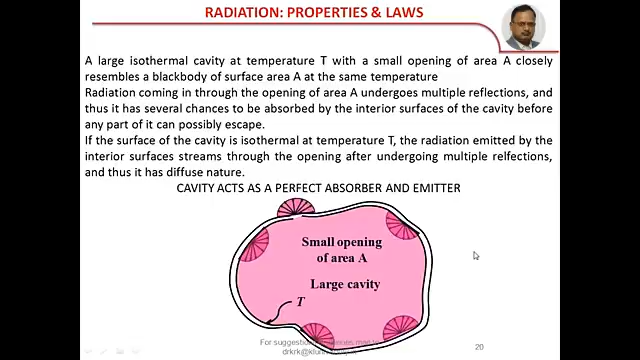 RADIATION: PROPERTIES & LAWS
A large isothermal cavity at temperature T with a small opening of area A closely
resembles a blackbody of surface area A at the same temperature
Radiation coming in through the opening of area A undergoes multiple reflections, and
thus it has several chances to be absorbed by the interior surfaces of the cavity before
any part of it can possibly escape.
If the surface of the cavity is isothermal at temperature T, the radiation emitted by the
interior surfaces streams through the opening after undergoing multiple relfections,
and thus it has diffuse nature.
CAVITY ACTS AS A PERFECT ABSORBER AND EMITTER
Small opening
of area A
Large cavity
T
For mail
20